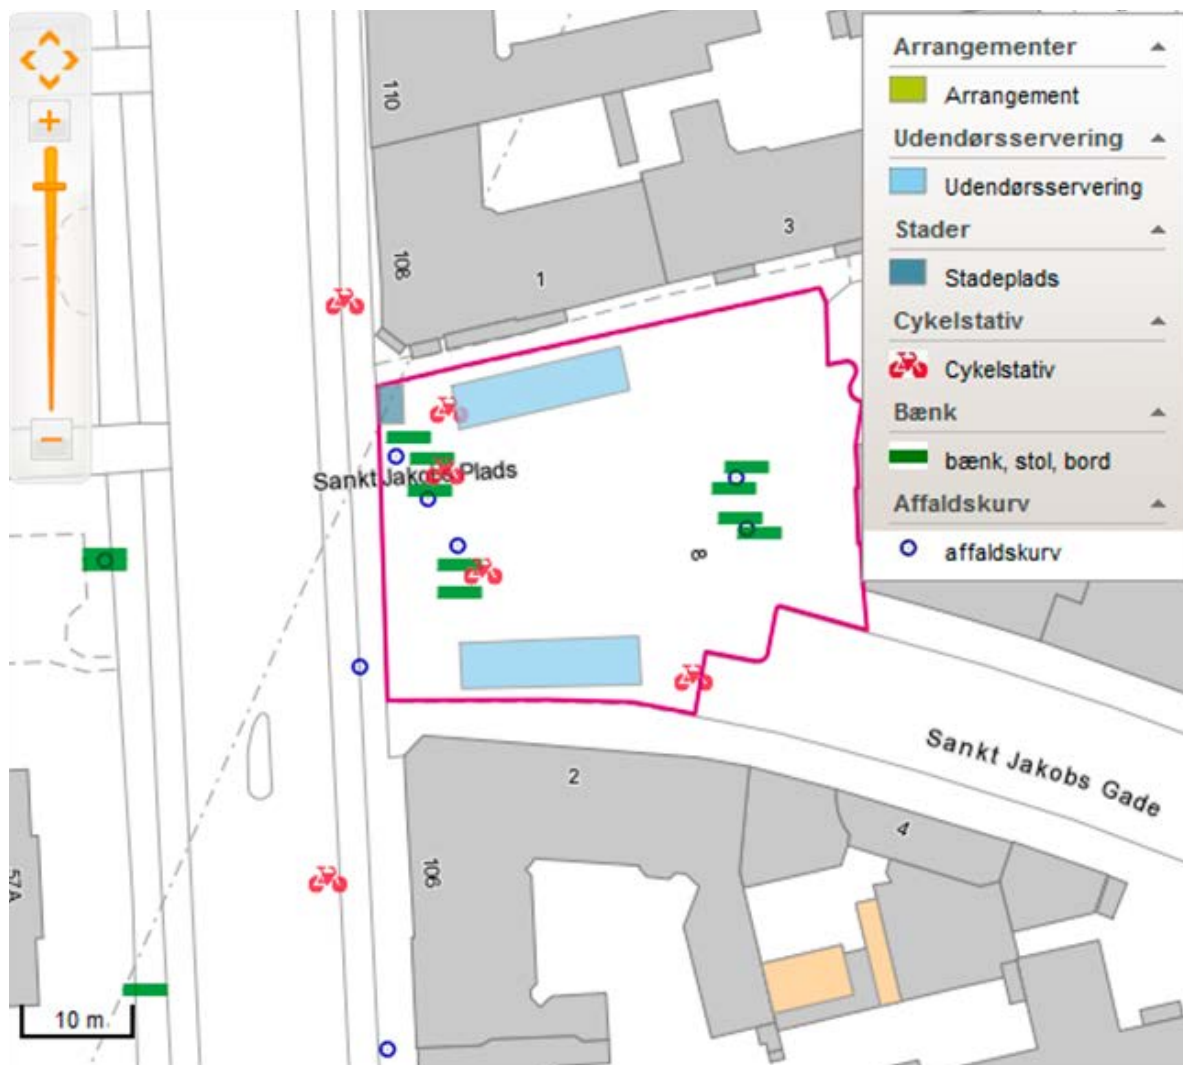 110
108
1
3
Sankt Jakobs Plads
8
2
106
4
Sankt Jakobs Gade
57A
10 m.
+
−
Arrangementer
Arrangement
Udendørsservering
Udendørsservering
Stader
Stadeplads
Cykelstativ
Cykelstativ
Bænk
bænk, stol, bord
Affaldskurv
affaldskurv